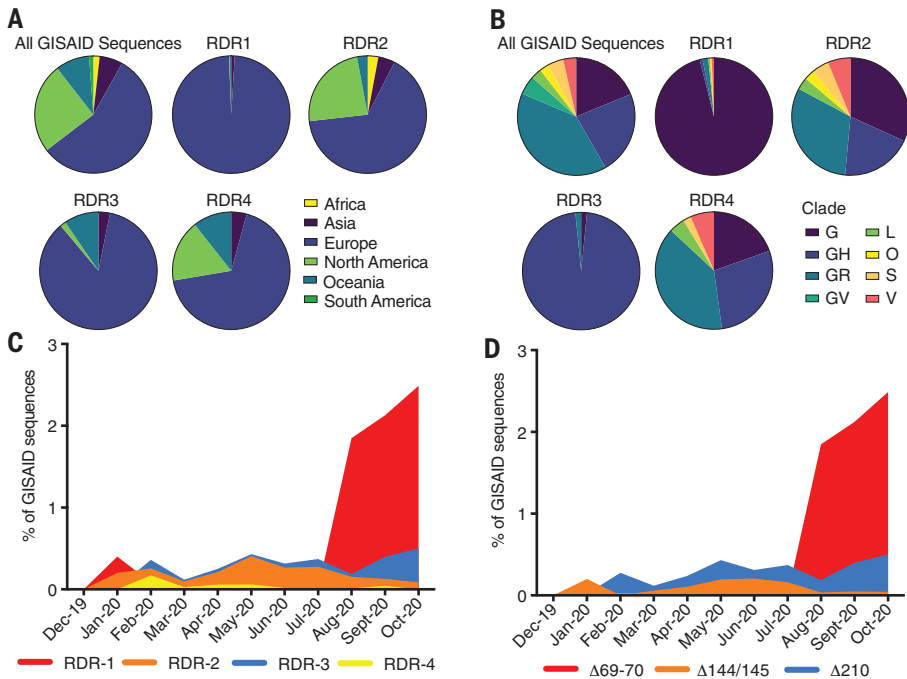 A
All GISAID Sequences
RDR1
RDR2
RDR3
RDR4
Africa
Asia
Europe
North America
Oceania
South America
B
All GISAID Sequences
RDR1
RDR2
RDR3
RDR4
Clade
G
GH
GR
GV
L
O
S
V
C
% of GISAID sequences
3
2
1
0
Dec-19
Jan-20
Feb-20
Mar-20
Apr-20
May-20
Jun-20
Jul-20
Aug-20
Sept-20
Oct-20
RDR-1
RDR-2
RDR-3
RDR-4
D
% of GISAID sequences
3
2
1
0
Dec-19
Jan-20
Feb-20
Mar-20
Apr-20
May-20
Jun-20
Jul-20
Aug-20
Sept-20
Oct-20
Δ69-70
Δ144/145
Δ210